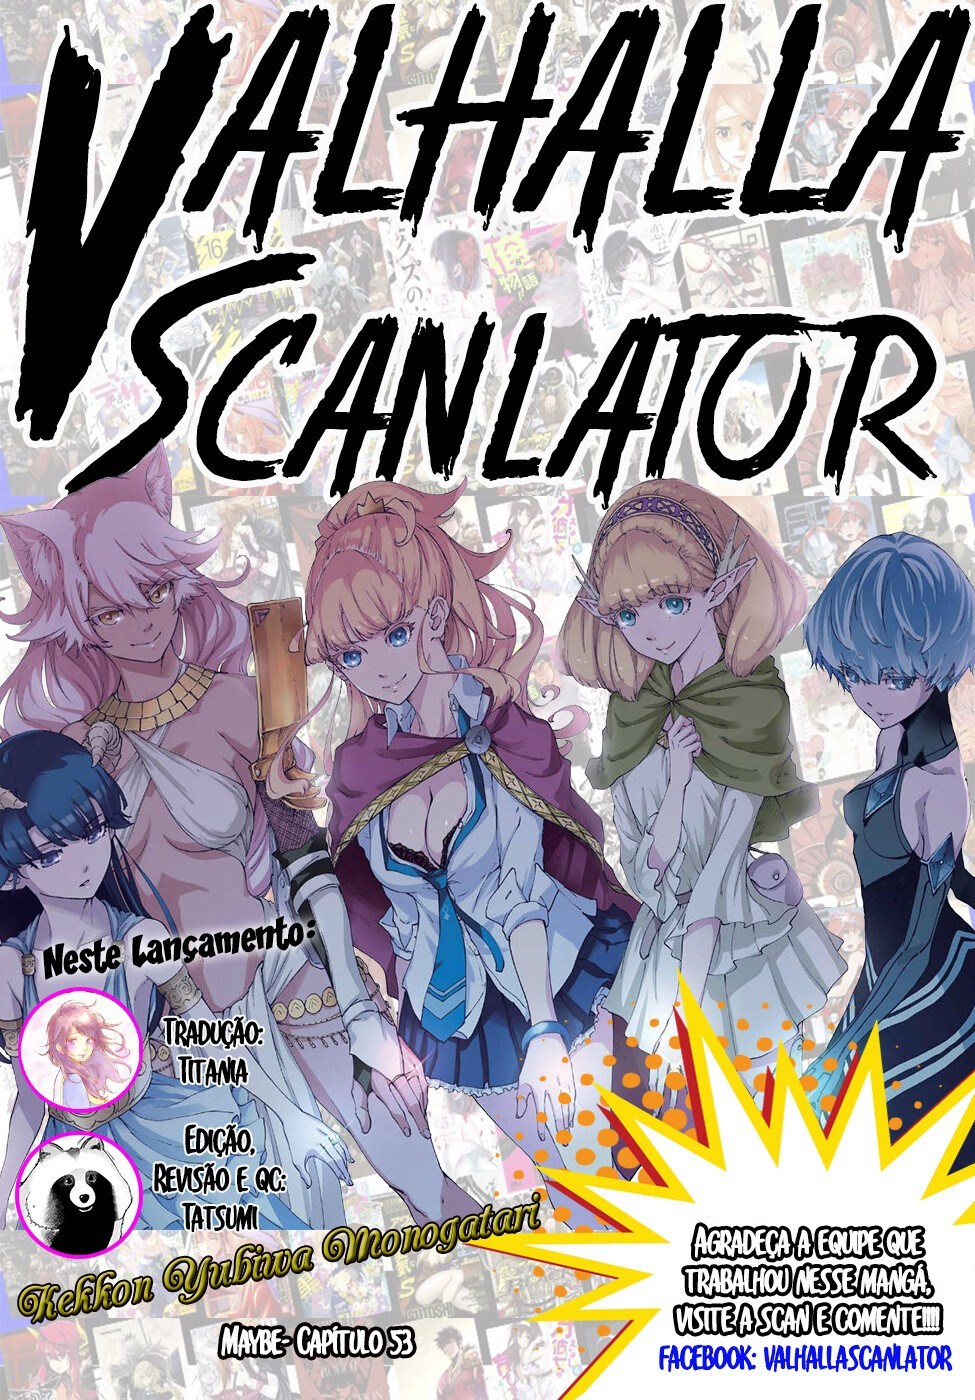 VALHALLA
SCANLATOR
Neste Lançamento:
TRADUÇÃO:
TITANIA
EDIÇÃO,
REVISÃO E QC:
TATSUMI
Kekkon Yubiwa Monogatari
MAYBE- CAPÍTULO 53
AGRADEÇA A EQUIPE QUE
TRABALHOU NESSE MANGÁ,
VISITE A SCAN E COMENTE!!!!
FACEBOOK: VALHALLASCANLATOR